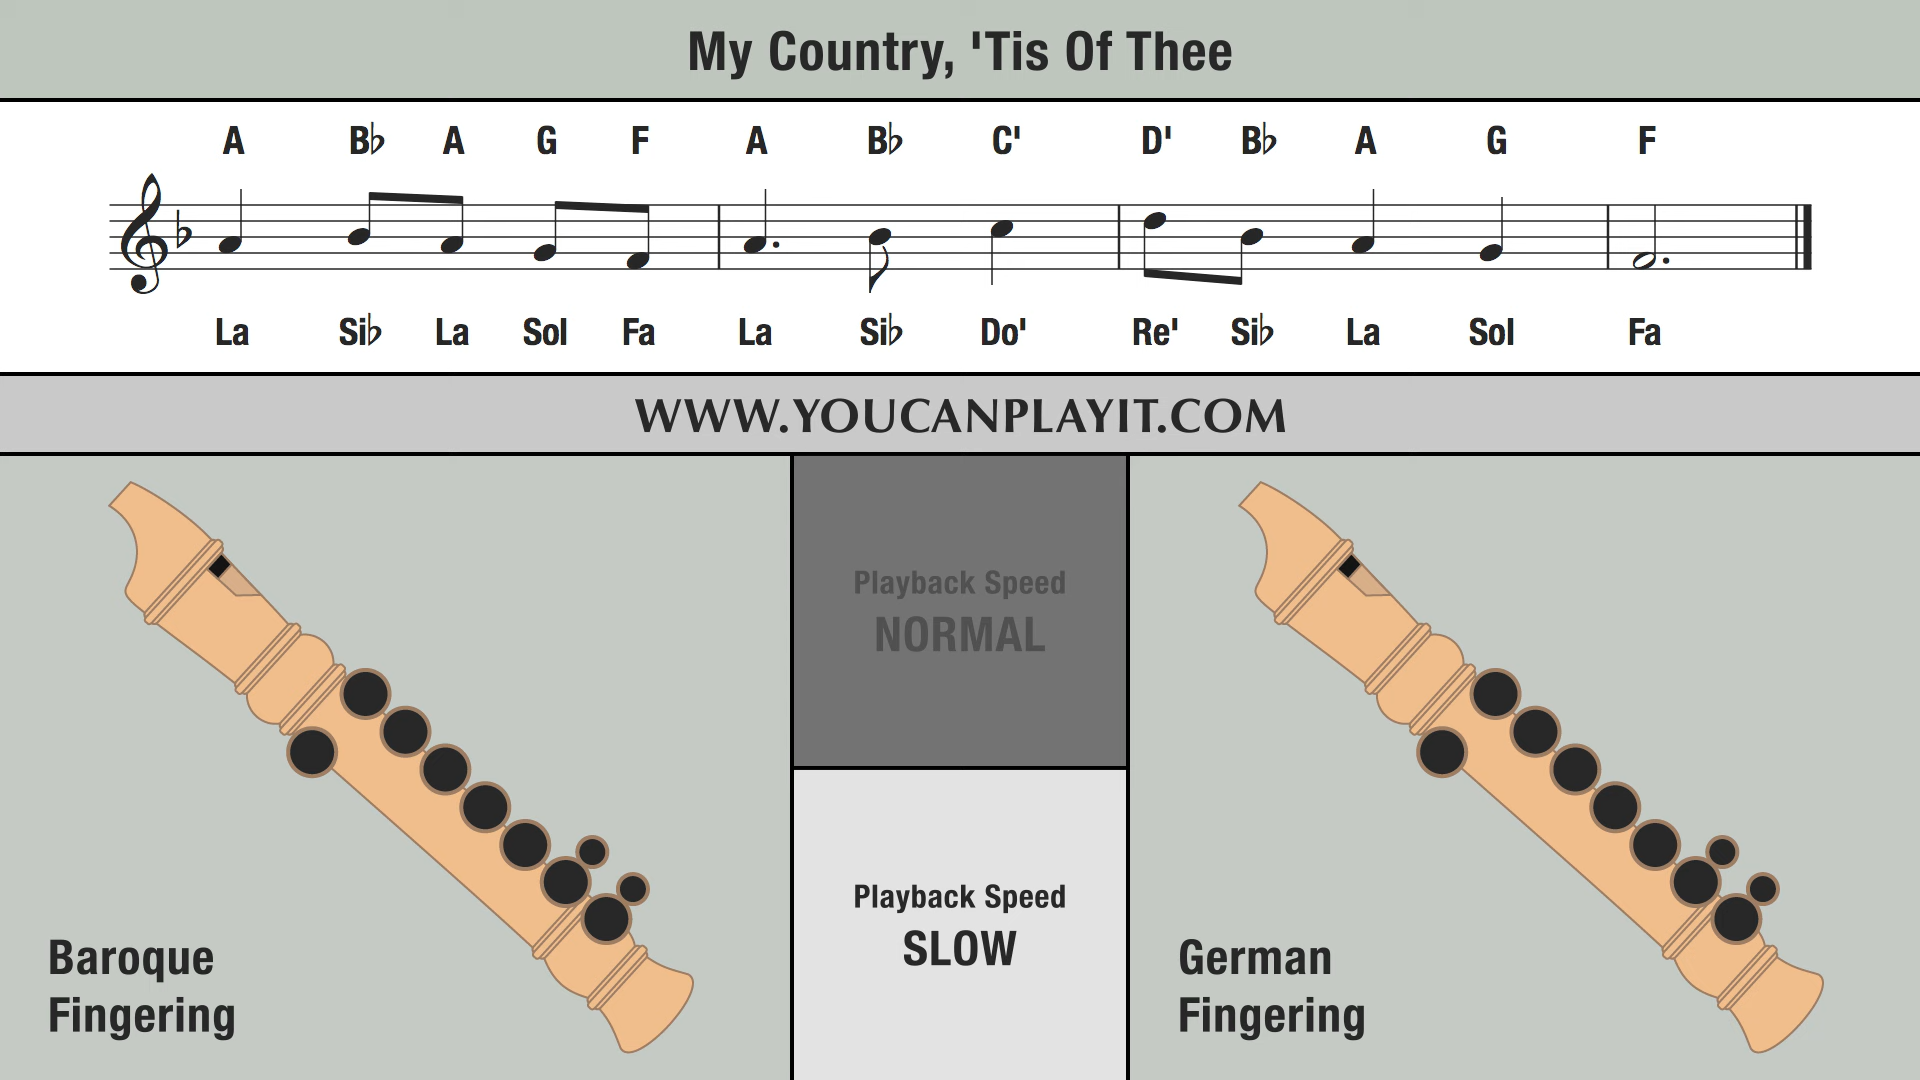 My Country, 'Tis Of Thee
A B♭ A G F A B♭ C' D' B♭ A G F
La Si♭ La Sol Fa La Si♭ Do' Re' Si♭ La Sol Fa
WWW.YOUCANPLAYIT.COM
Playback Speed
NORMAL
Playback Speed
SLOW
Baroque
Fingering
German
Fingering